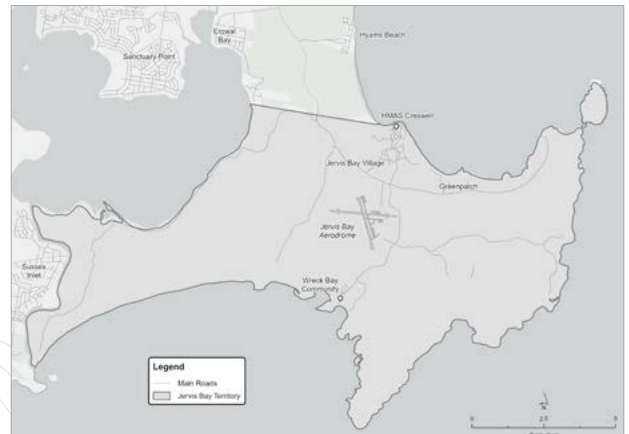 Erowal
Bay
Hyams Beach
Sanctuary Point
HMAS Creswell
Jervis Bay Village
Greenpatch
Jervis Bay
Aerodrome
Sussex
Inlet
Wreck Bay
Community
Legend
Main Roads
Jervis Bay Territory
N
0 2.5 5